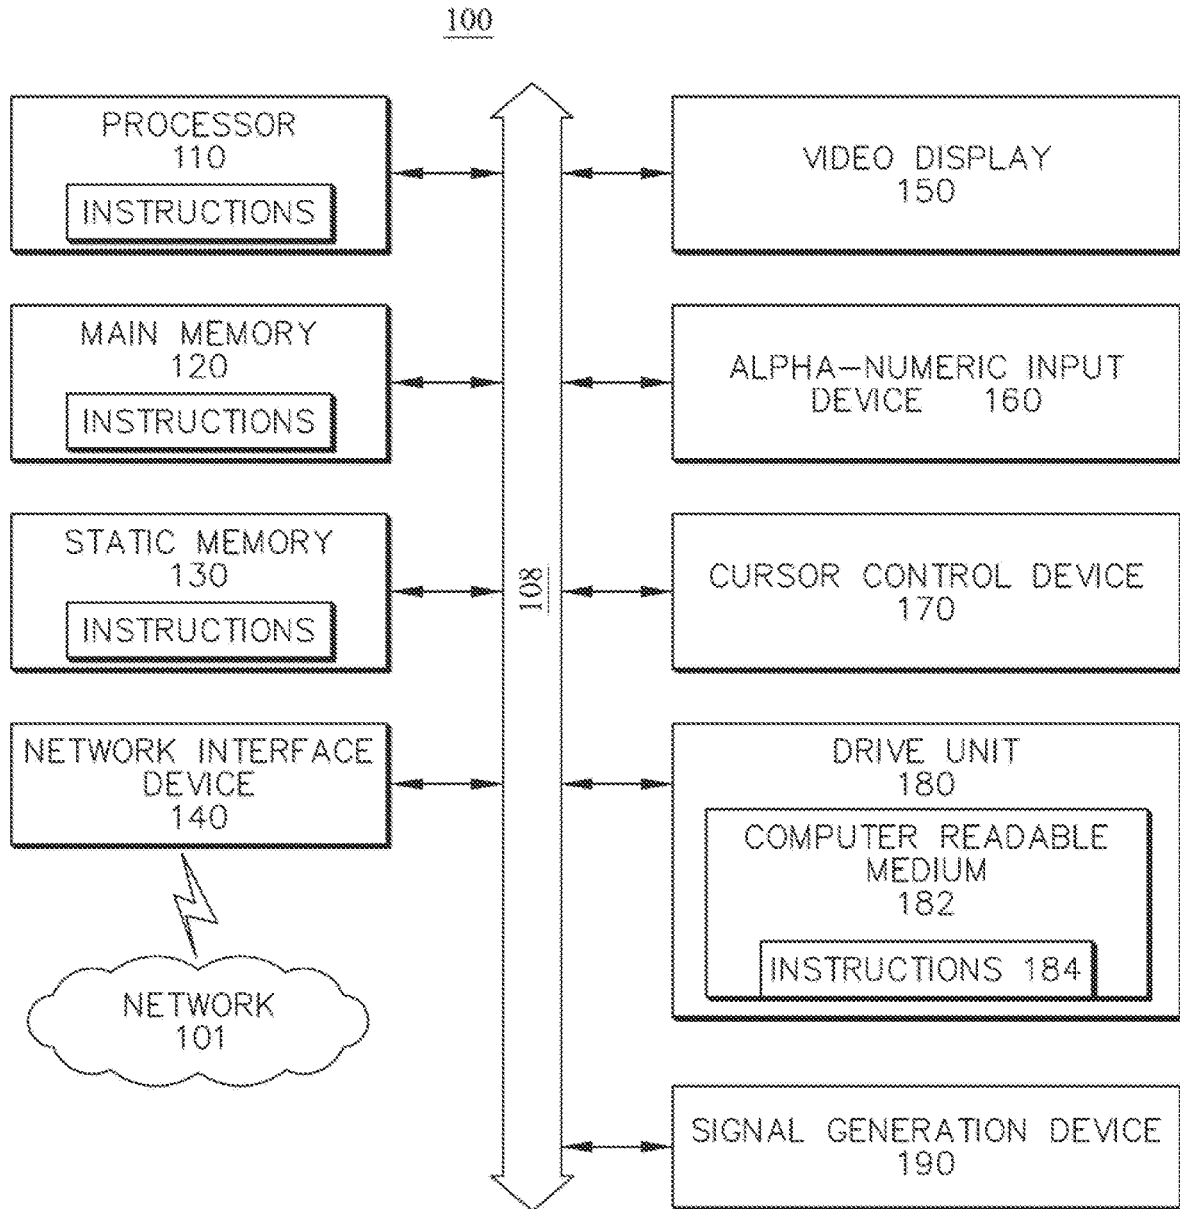 100
PROCESSOR
110
INSTRUCTIONS
MAIN MEMORY
120
INSTRUCTIONS
STATIC MEMORY
130
INSTRUCTIONS
NETWORK INTERFACE
DEVICE
140
NETWORK
101
108
VIDEO DISPLAY
150
ALPHA-NUMERIC INPUT
DEVICE 160
CURSOR CONTROL DEVICE
170
DRIVE UNIT
180
COMPUTER READABLE
MEDIUM
182
INSTRUCTIONS 184
SIGNAL GENERATION DEVICE
190